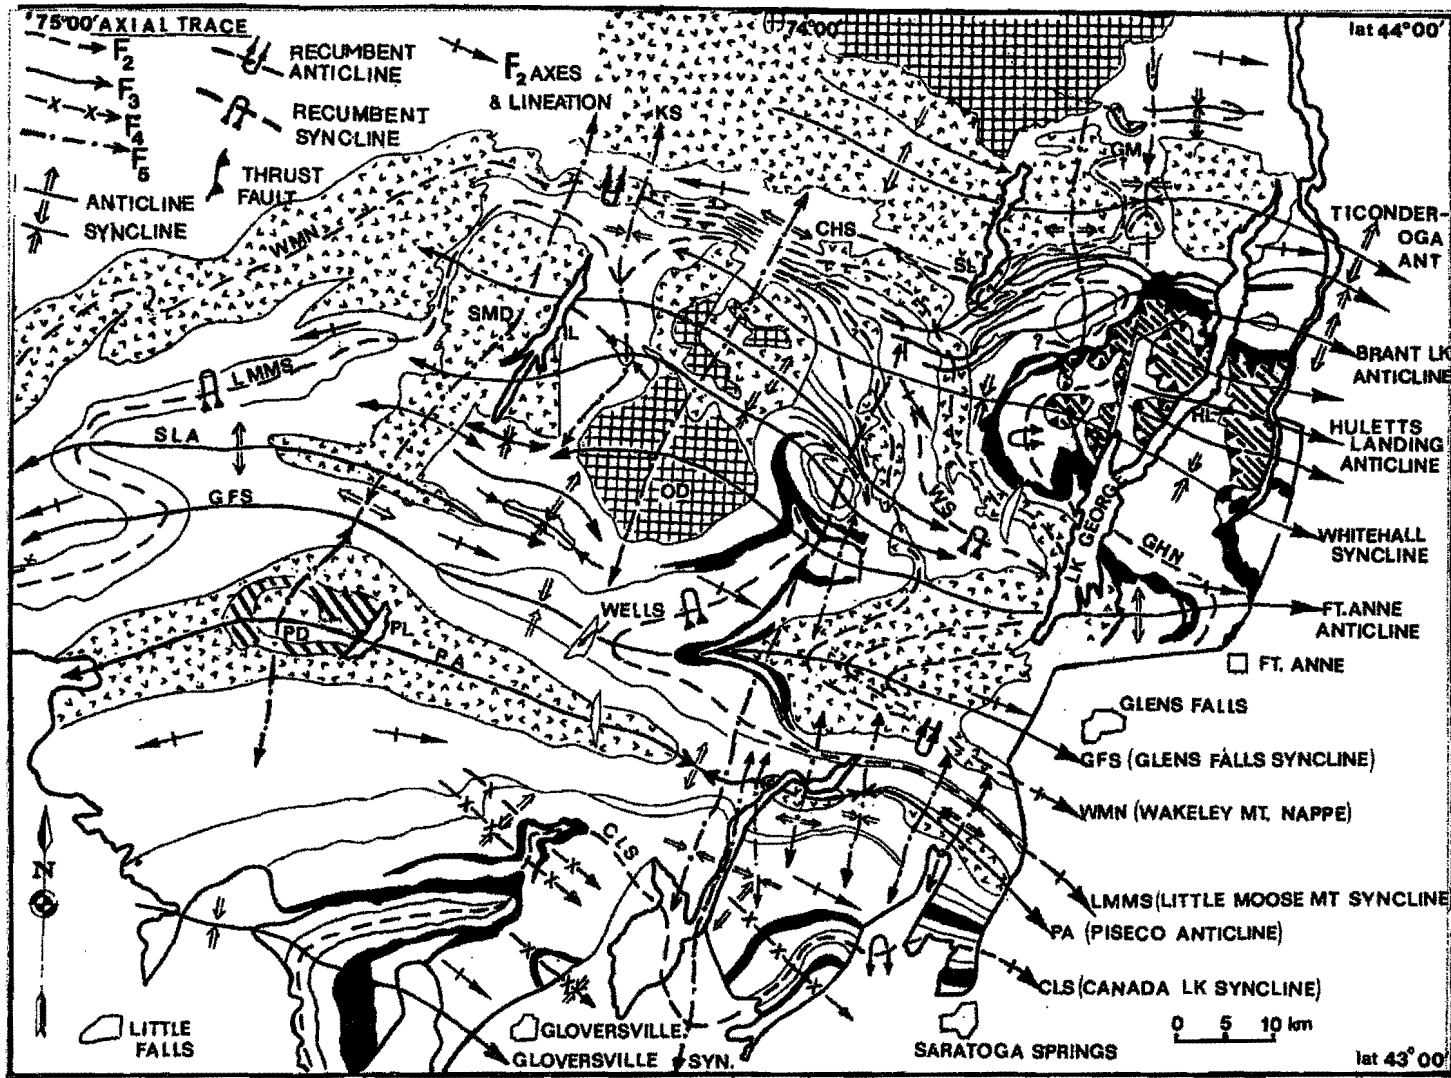 75°00' AXIAL TRACE
74°00'
lat 44°00'
F2
F3
F4
F5
RECUMBENT
ANTICLINE
RECUMBENT
SYNCLINE
THRUST
FAULT
ANTICLINE
SYNCLINE
F2 AXES
& LINEATION
KS
GM
WMN
CHS
SL
TICONDER-
OGA
ANT
SMD
IL
?
BRANT LK
ANTICLINE
LMMS
HL
HULETTS
LANDING
ANTICLINE
SLA
GFS
OD
WS
LK GEORGE
GHN
WHITEHALL
SYNCLINE
WELLS
FT. ANNE
ANTICLINE
PD
PL
PA
FT. ANNE
GLENS FALLS
GFS (GLENS FALLS SYNCLINE)
WMN (WAKELEY MT. NAPPE)
CLS
N
LMMS (LITTLE MOOSE MT SYNCLINE
PA (PISECO ANTICLINE)
CLS (CANADA LK SYNCLINE)
LITTLE
FALLS
GLOVERSVILLE
GLOVERSVILLE SYN.
SARATOGA SPRINGS
0 5 10 km
lat 43°00'